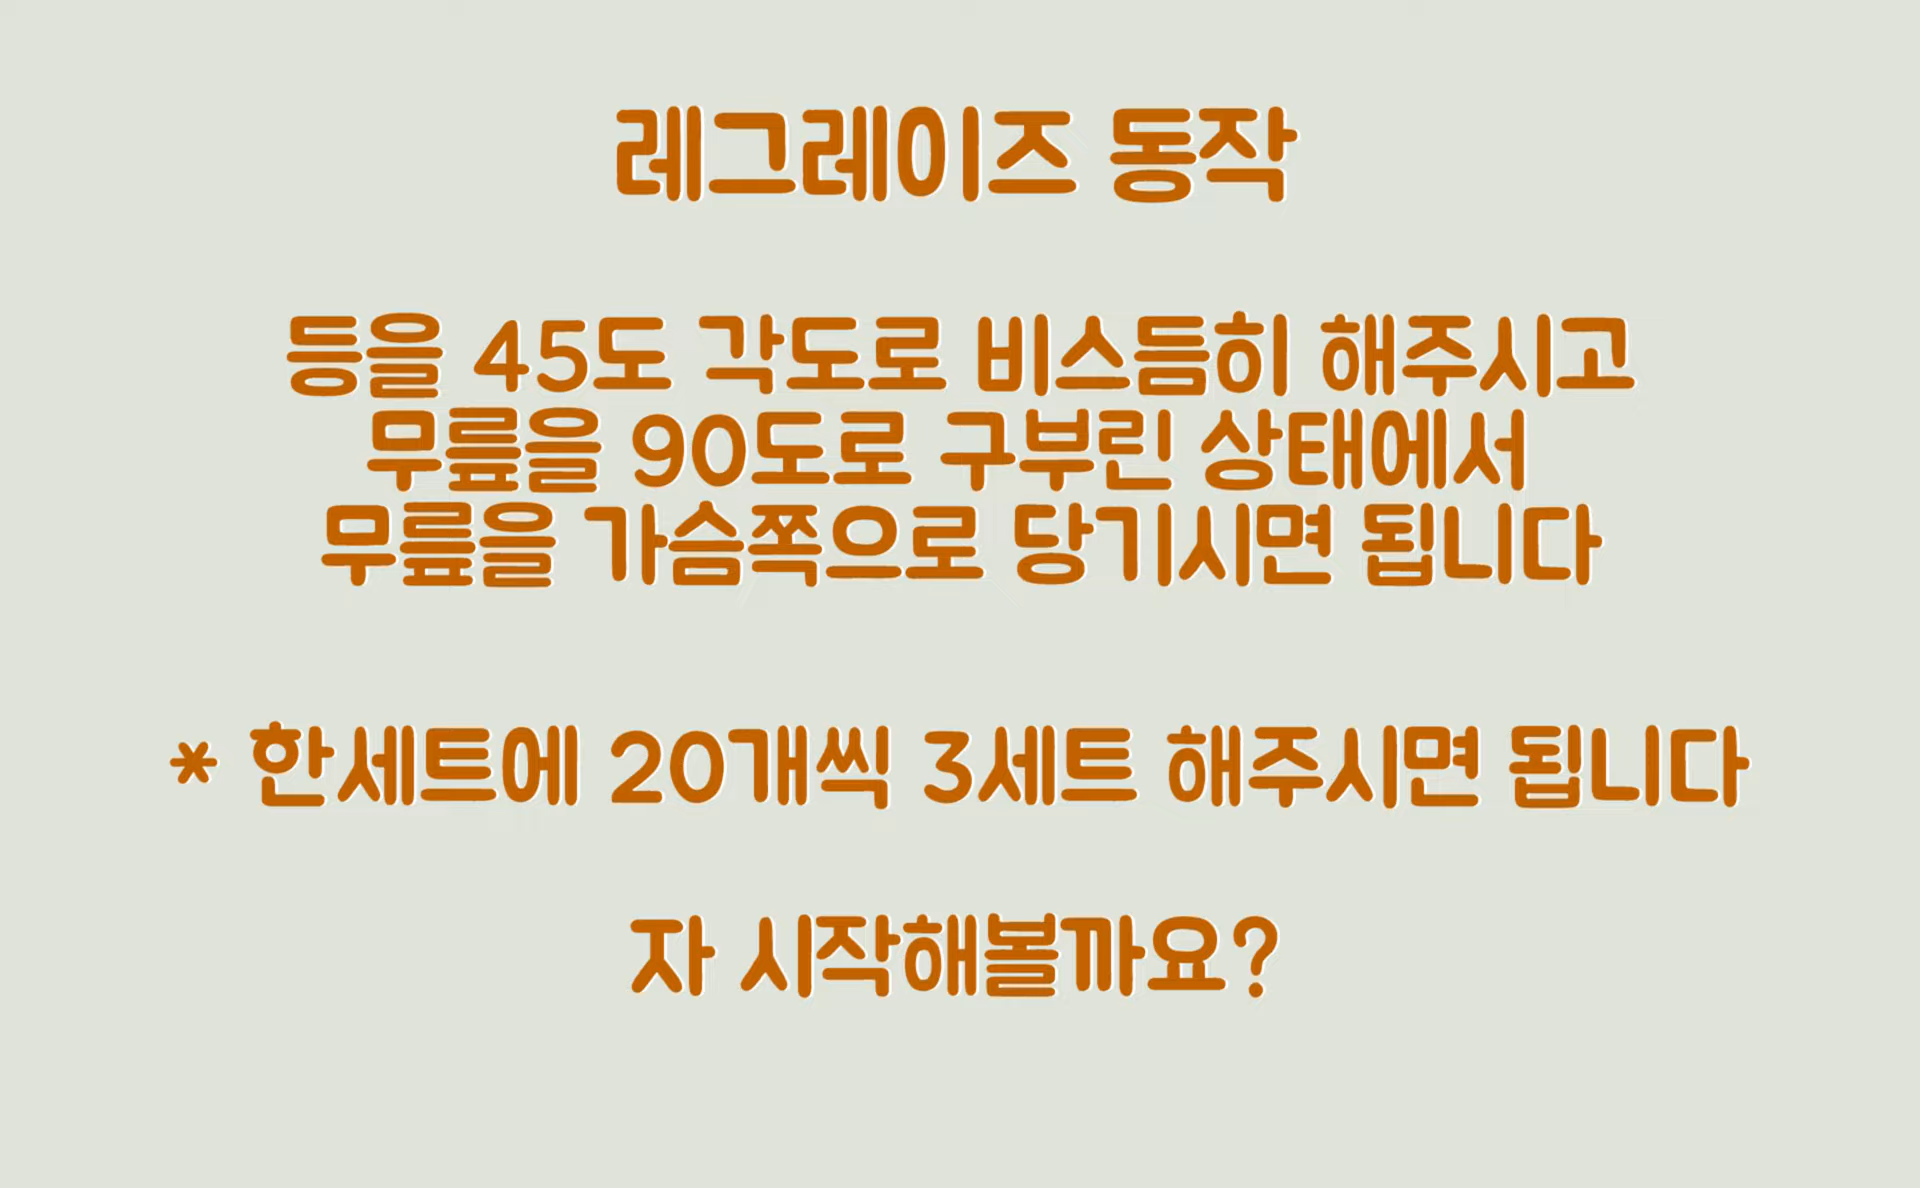 레그레이즈 동작
등을 45도 각도로 비스듬히 해주시고
무릎을 90도로 구부린 상태에서
무릎을 가슴쪽으로 당기시면 됩니다
* 한세트에 20개씩 3세트 해주시면 됩니다
자 시작해볼까요?